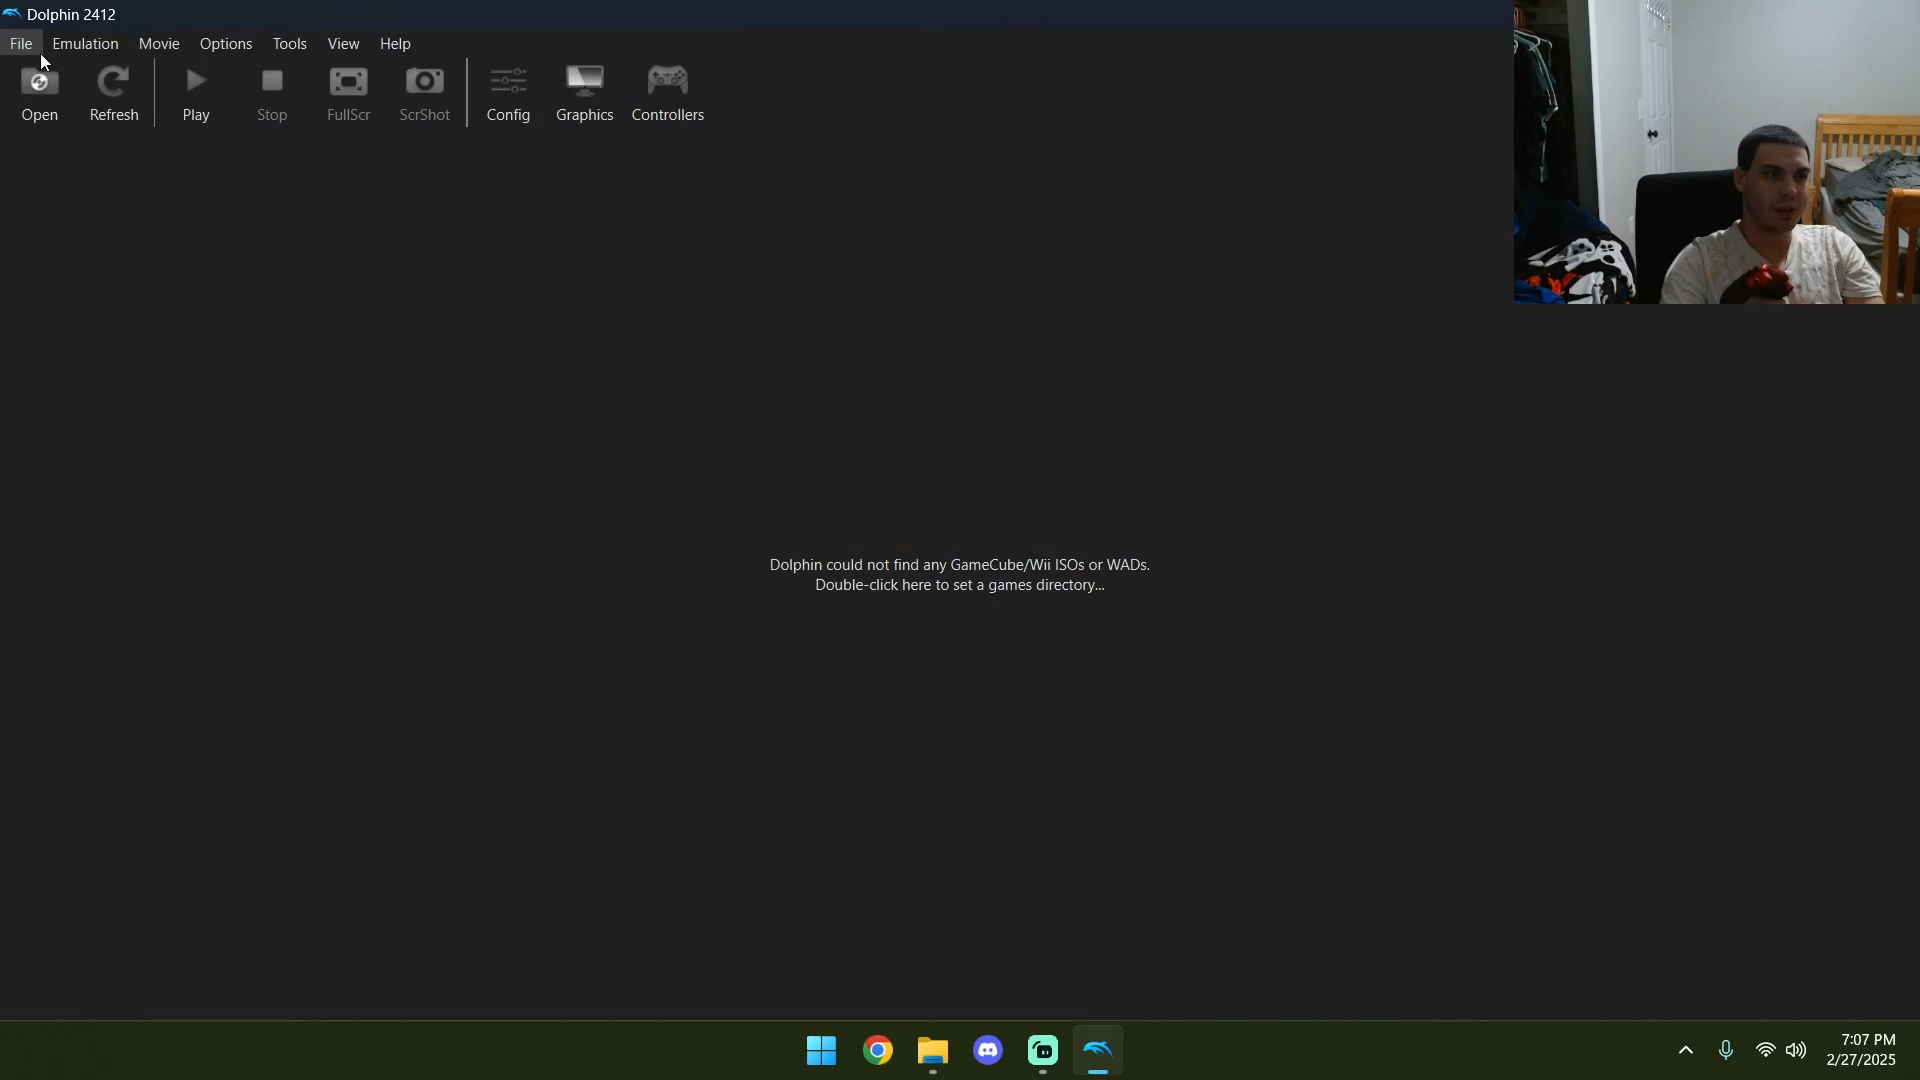 Dolphin 2412
File Emulation Movie Options Tools View Help
Open Refresh Play Stop FullScr ScrShot Config Graphics Controllers
Dolphin could not find any GameCube/Wii ISOs or WADs.
Double-click here to set a games directory...
7:07 PM
2/27/2025